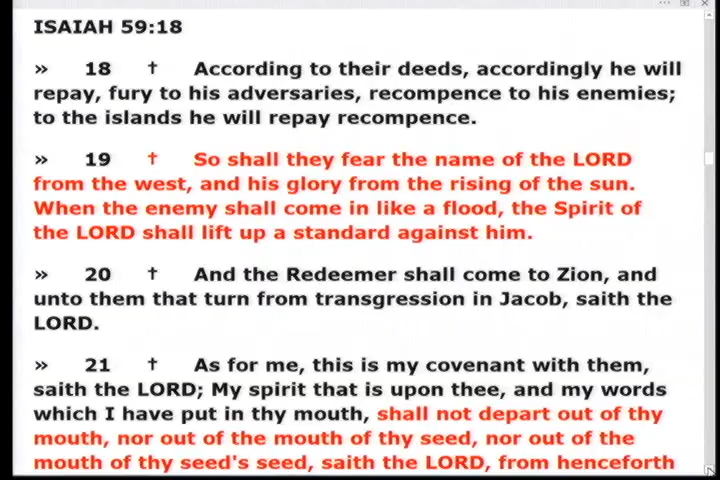 ISAIAH 59:18
» 18 † According to their deeds, accordingly he will
repay, fury to his adversaries, recompence to his enemies;
to the islands he will repay recompence.
» 19 † So shall they fear the name of the LORD
from the west, and his glory from the rising of the sun.
When the enemy shall come in like a flood, the Spirit of
the LORD shall lift up a standard against him.
» 20 † And the Redeemer shall come to Zion, and
unto them that turn from transgression in Jacob, saith the
LORD.
» 21 † As for me, this is my covenant with them,
saith the LORD; My spirit that is upon thee, and my words
which I have put in thy mouth, shall not depart out of thy
mouth, nor out of the mouth of thy seed, nor out of the
mouth of thy seed's seed, saith the LORD, from henceforth